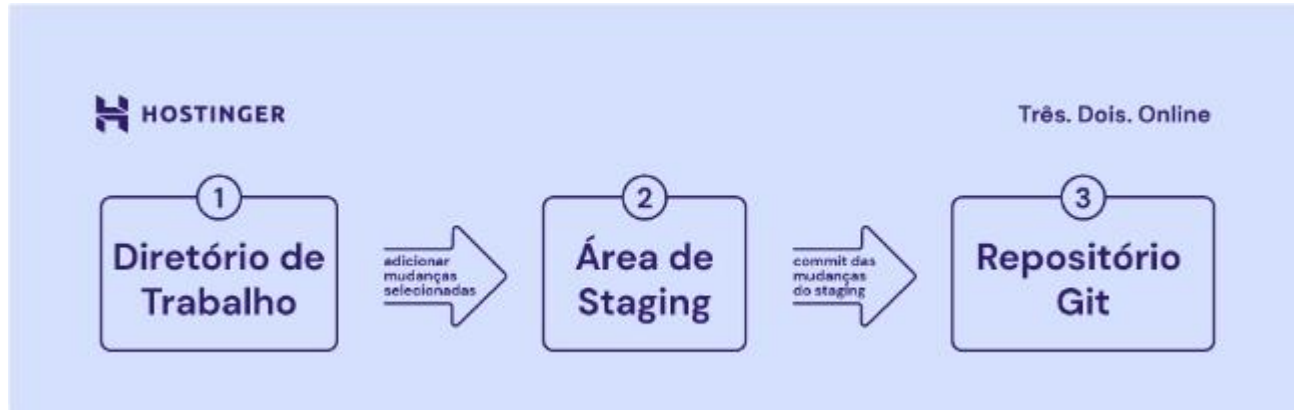 HOSTINGER
Três. Dois. Online
1
Diretório de
Trabalho
adicionar
mudanças
selecionadas
2
Área de
Staging
commit das
mudanças
do staging
3
Repositório
Git